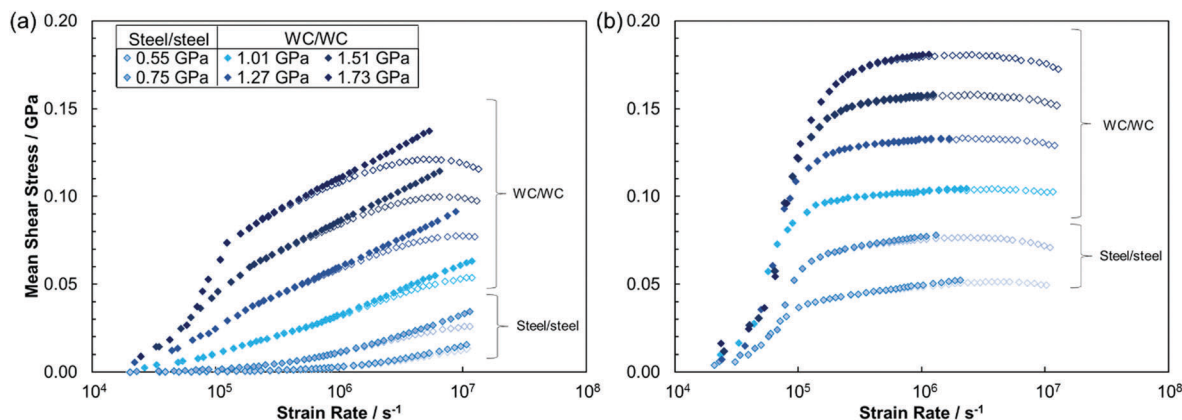 (a)
Mean Shear Stress / GPa
0.20
0.15
0.10
0.05
0.00
Steel/steel WC/WC
0.55 GPa 1.01 GPa 1.51 GPa
0.75 GPa 1.27 GPa 1.73 GPa
WC/WC
Steel/steel
10⁴ 10⁵ 10⁶ 10⁷ 10⁸
Strain Rate / s⁻¹
(b)
0.20
0.15
0.10
0.05
0.00
WC/WC
Steel/steel
10⁴ 10⁵ 10⁶ 10⁷ 10⁸
Strain Rate / s⁻¹